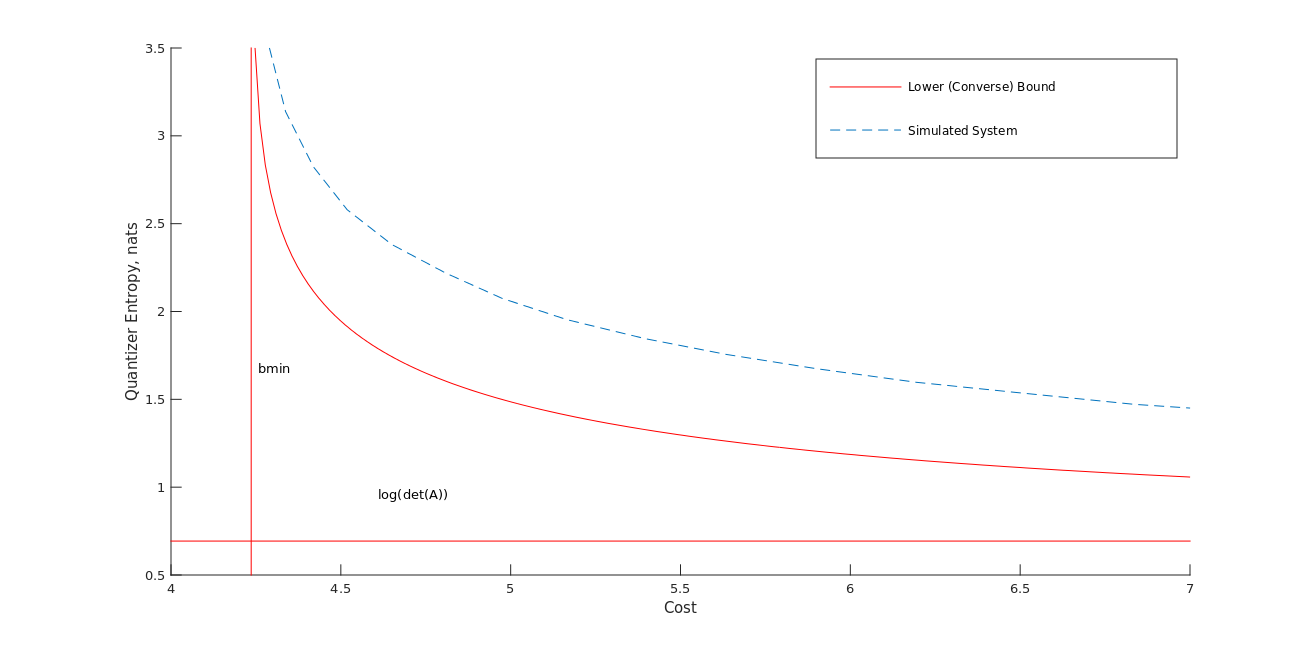 3.5
3
2.5
2
1.5
1
0.5
Quantizer Entropy, nats
Lower (Converse) Bound
Simulated System
bmin
log(det(A))
4
4.5
5
5.5
6
6.5
7
Cost